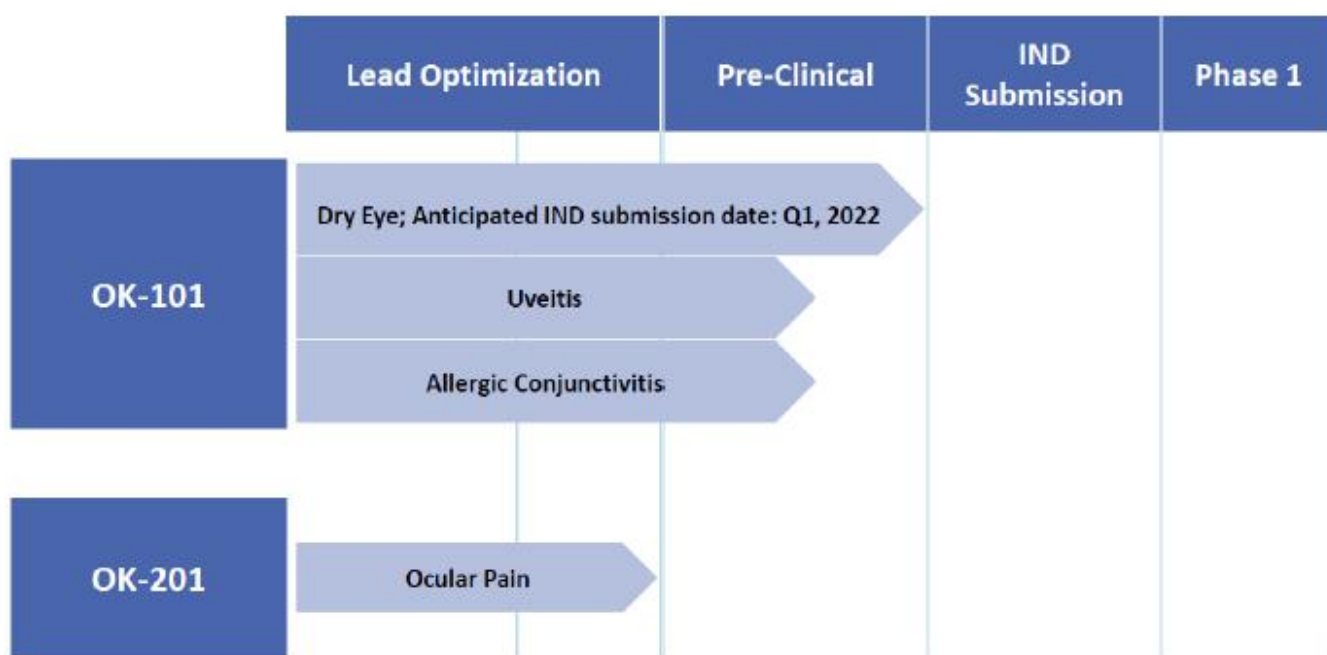 Lead Optimization
Pre-Clinical
IND
Submission
Phase 1
OK-101
Dry Eye; Anticipated IND submission date: Q1, 2022
Uveitis
Allergic Conjunctivitis
OK-201
Ocular Pain